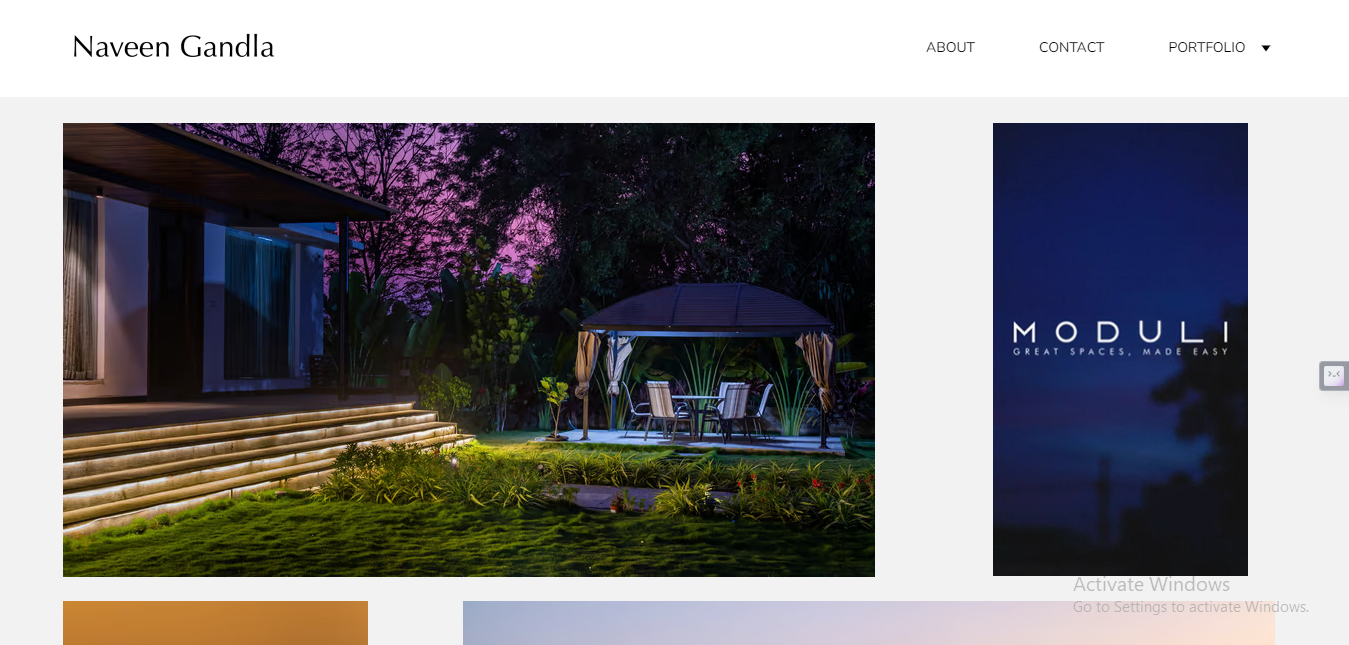 Naveen Gandla
ABOUT
CONTACT
PORTFOLIO
MODULI
GREAT SPACES, MADE EASY
Activate Windows
Go to Settings to activate Windows.